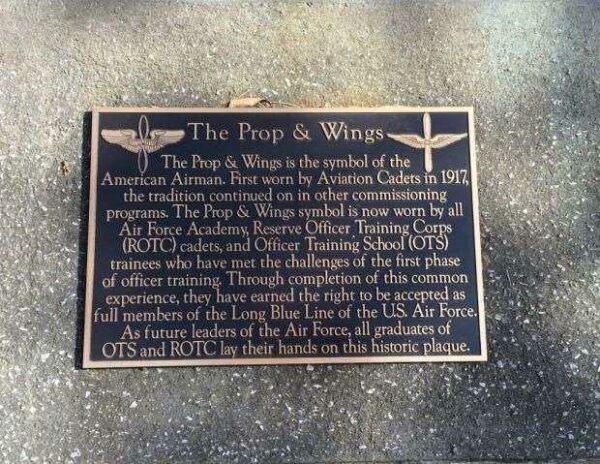 The Prop & Wings
The Prop & Wings is the symbol of the
American Airman. First worn by Aviation Cadets in 1917,
the tradition continued on in other commissioning
programs. The Prop & Wings symbol is now worn by all
Air Force Academy, Reserve Officer Training Corps
(ROTC) cadets, and Officer Training School (OTS)
trainees who have met the challenges of the first phase
of officer training. Through completion of this common
experience, they have earned the right to be accepted as
full members of the Long Blue Line of the U.S. Air Force.
As future leaders of the Air Force, all graduates of
OTS and ROTC lay their hands on this historic plaque.